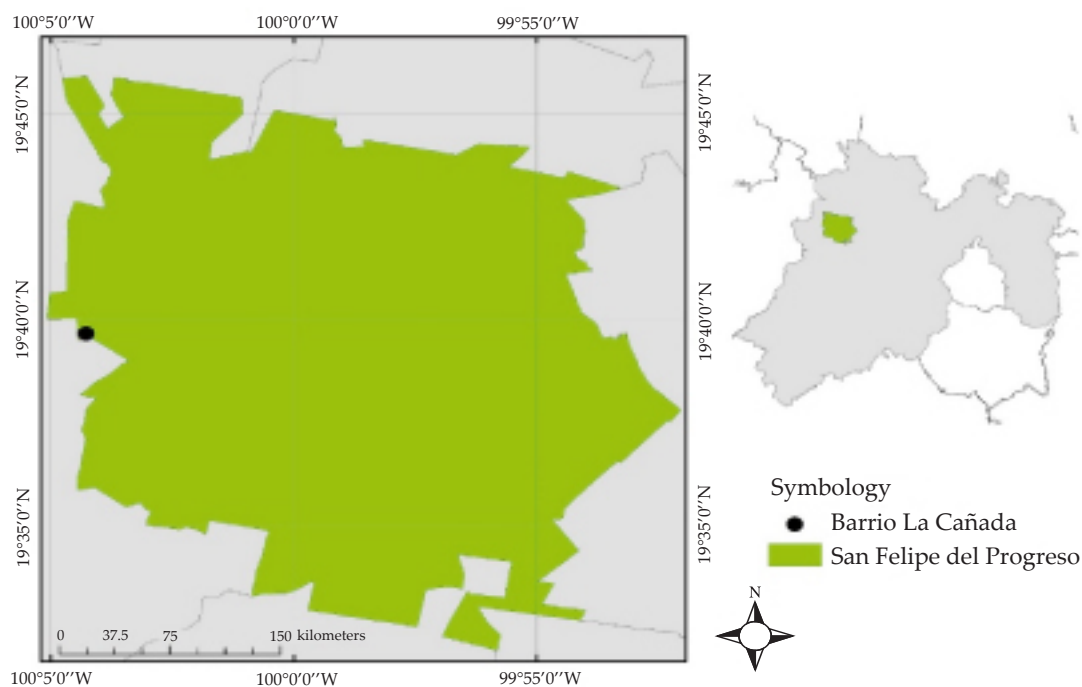 100°5'0''W 100°0'0''W 99°55'0''W
19°45'0''N
19°40'0''N
19°35'0''N
0 37.5 75 150 kilometers
100°5'0''W 100°0'0''W 99°55'0''W
19°45'0''N
19°40'0''N
19°35'0''N
Symbology
Barrio La Cañada
San Felipe del Progreso
N